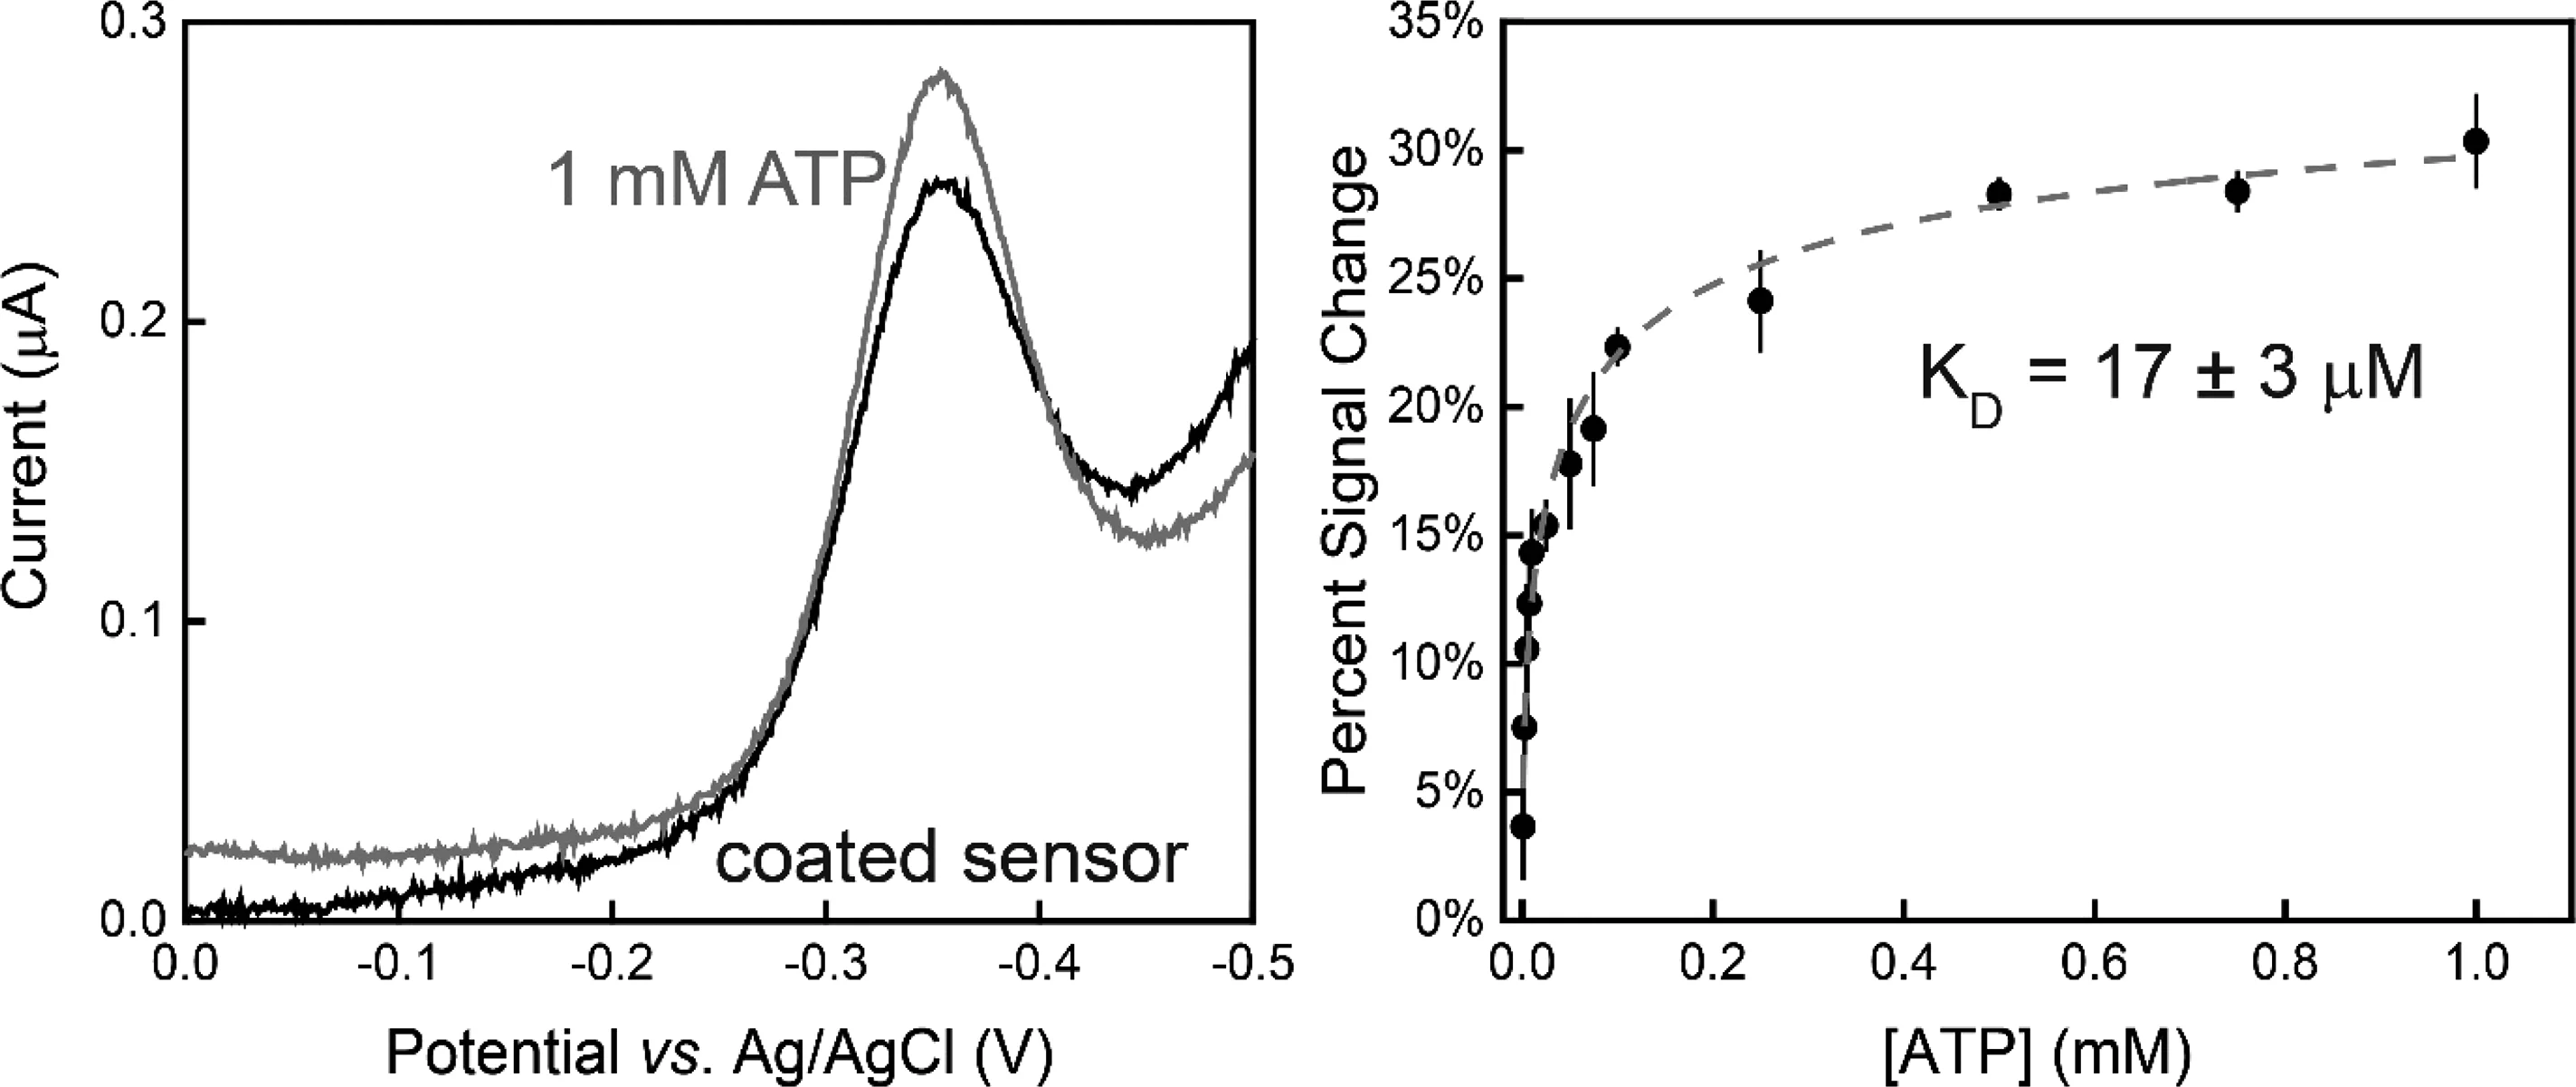 0.3
0.2
0.1
0.0
Current (µA)
1 mM ATP
coated sensor
0.0 -0.1 -0.2 -0.3 -0.4 -0.5
Potential vs. Ag/AgCl (V)
35%
30%
25%
20%
15%
10%
5%
0%
Percent Signal Change
K_D = 17 ± 3 µM
0.0 0.2 0.4 0.6 0.8 1.0
[ATP] (mM)